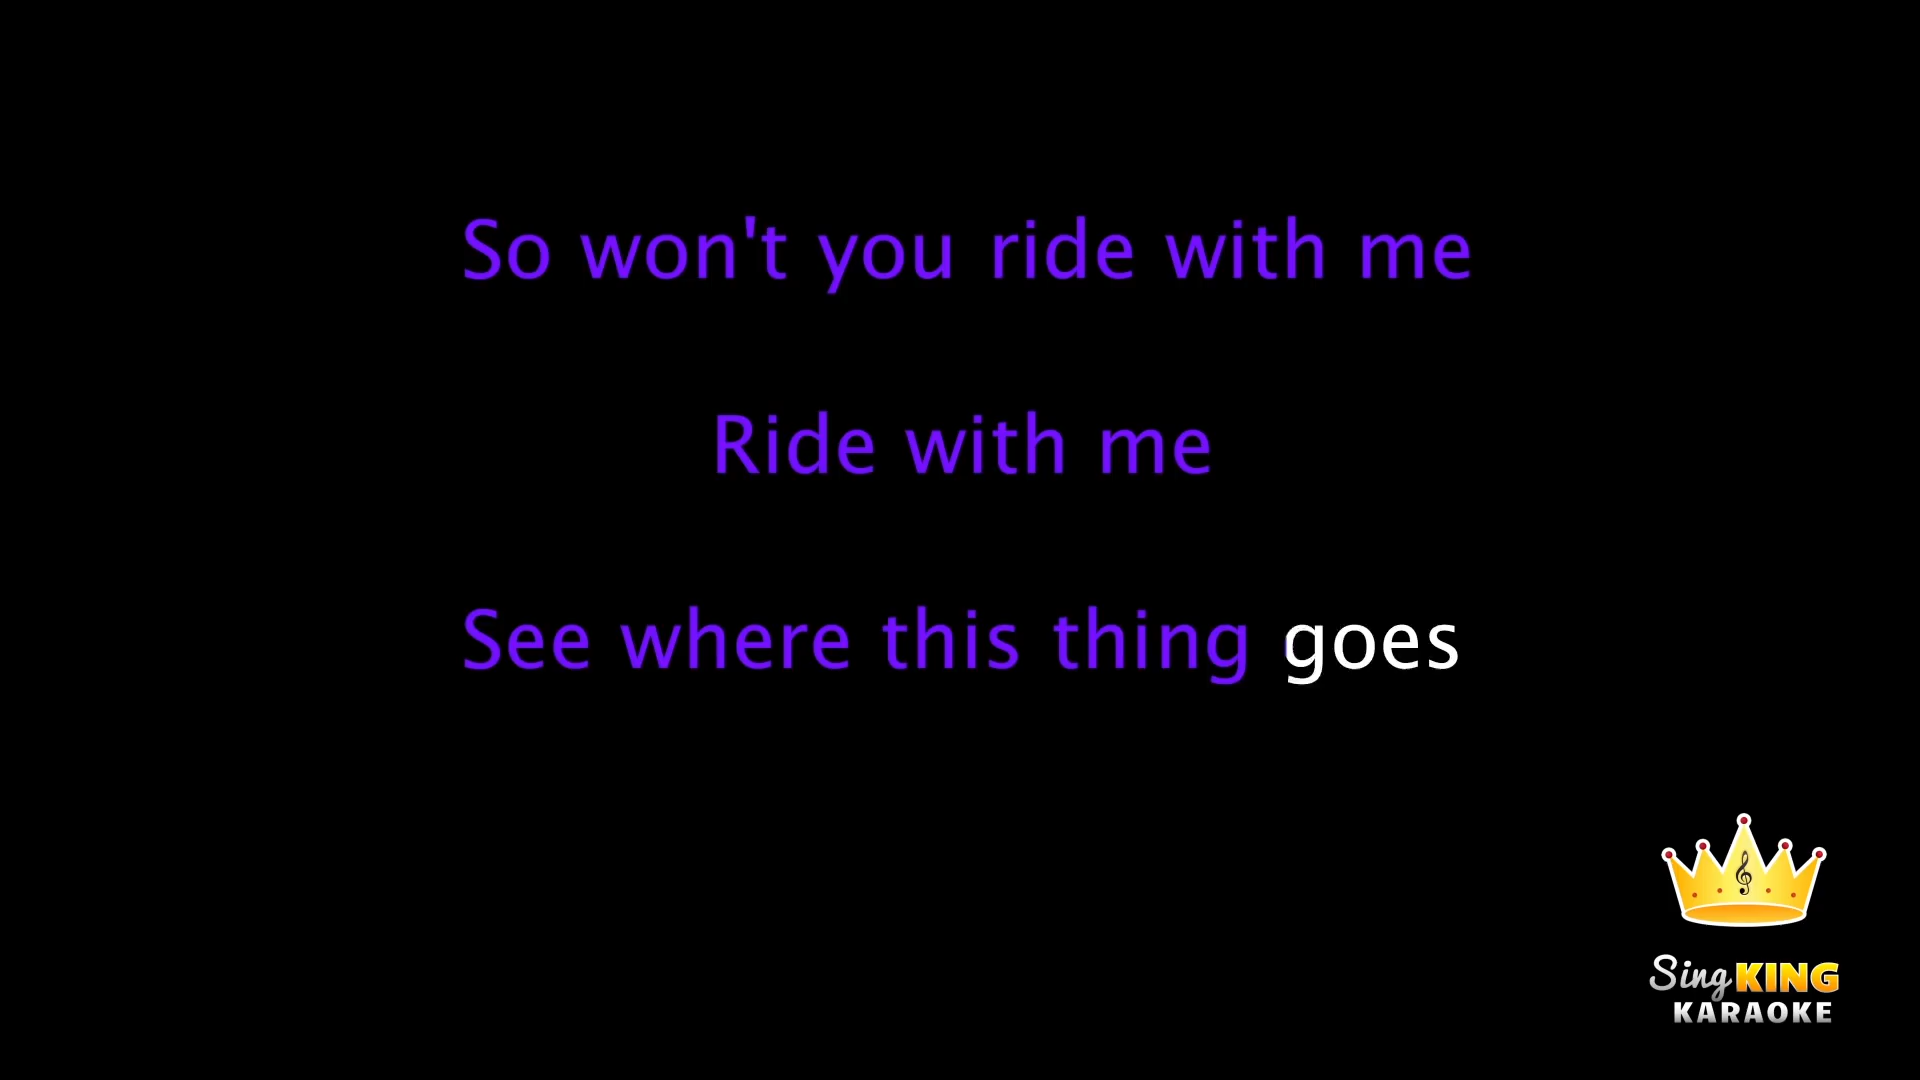 So won't you ride with me
Ride with me
See where this thing goes
Sing KING
KARAOKE